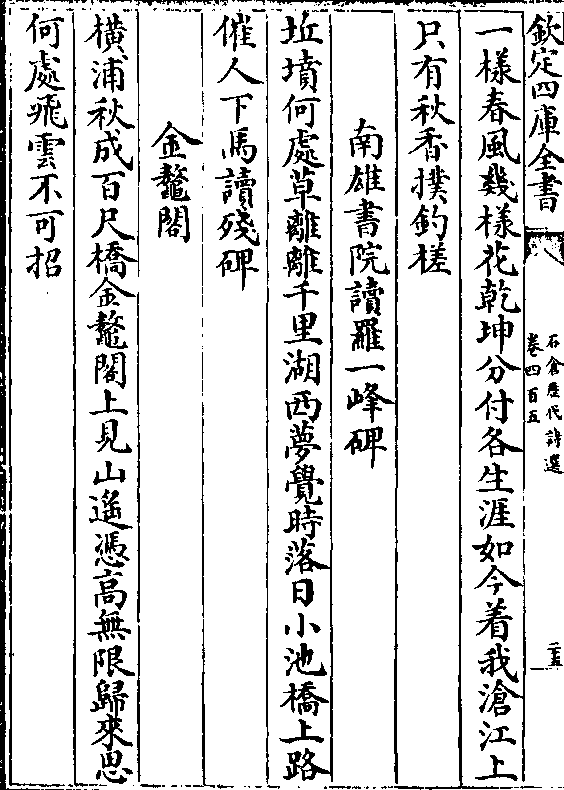 欽定四庫全書
石倉歷代詩選
卷四百五
二五
一樣春風幾樣花乾坤分付各生涯如今着我滄江上
只有秋香撲釣槎
南雄書院讀羅一峰碑
坵墳何處草離離千里湖西夢覺時落日小池橋上路
催人下馬讀殘碑
金鼇閣
橫浦秋成百尺橋金鼇閣上見山遙憑高無限歸來思
何處飛雲不可招